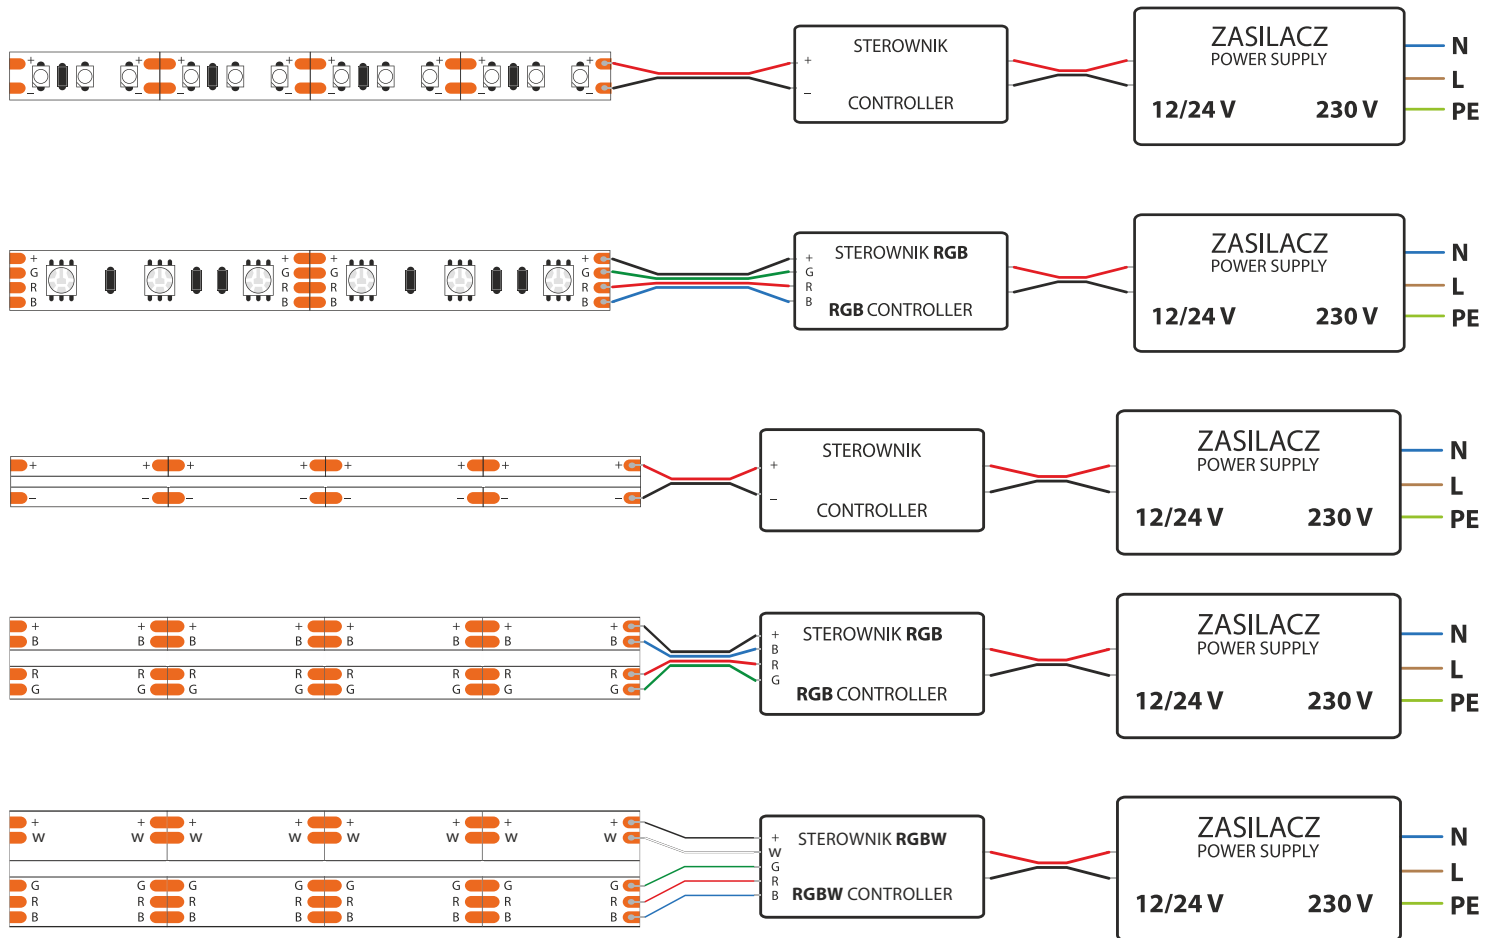 + + + + + + + + +
− − − − − − − − −
STEROWNIK
CONTROLLER
ZASILACZ
POWER SUPPLY
12/24 V 230 V
N
L
PE
+ + + + +
G G G G G
R R R R R
B B B B B
STEROWNIK RGB
RGB CONTROLLER
ZASILACZ
POWER SUPPLY
12/24 V 230 V
N
L
PE
+ + + + + + + + +
− − − − − − − − −
STEROWNIK
CONTROLLER
ZASILACZ
POWER SUPPLY
12/24 V 230 V
N
L
PE
+ + + + + + + + +
B B B B B B B B B
R R R R R R R R R
G G G G G G G G G
STEROWNIK RGB
RGB CONTROLLER
ZASILACZ
POWER SUPPLY
12/24 V 230 V
N
L
PE
+ + + + + + + + +
W W W W W W W W W
G G G G G G G G G
R R R R R R R R R
B B B B B B B B B
STEROWNIK RGBW
RGBW CONTROLLER
ZASILACZ
POWER SUPPLY
12/24 V 230 V
N
L
PE